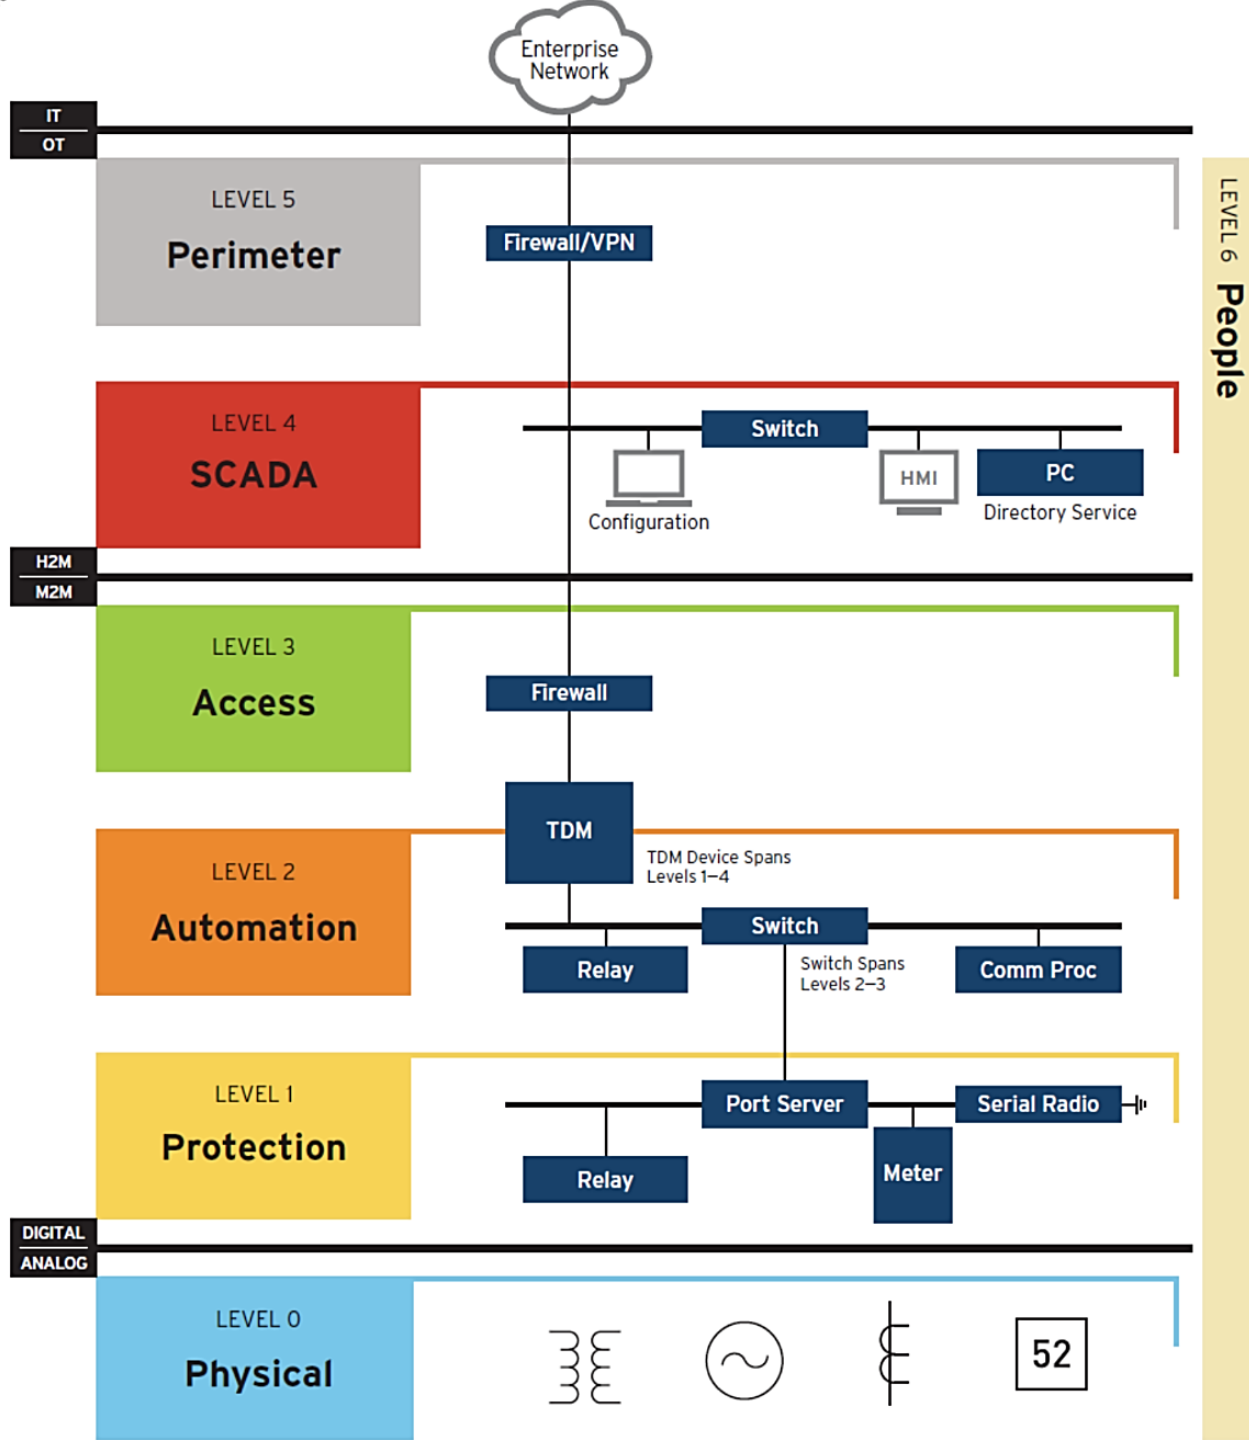 Enterprise
Network
IT
OT
LEVEL 5
Perimeter
Firewall/VPN
LEVEL 6 People
LEVEL 4
SCADA
Switch
HMI
PC
Configuration
Directory Service
H2M
M2M
LEVEL 3
Access
Firewall
TDM
TDM Device Spans
Levels 1–4
LEVEL 2
Automation
Switch
Relay
Switch Spans
Levels 2–3
Comm Proc
LEVEL 1
Protection
Port Server
Serial Radio
Relay
Meter
DIGITAL
ANALOG
LEVEL 0
Physical
52